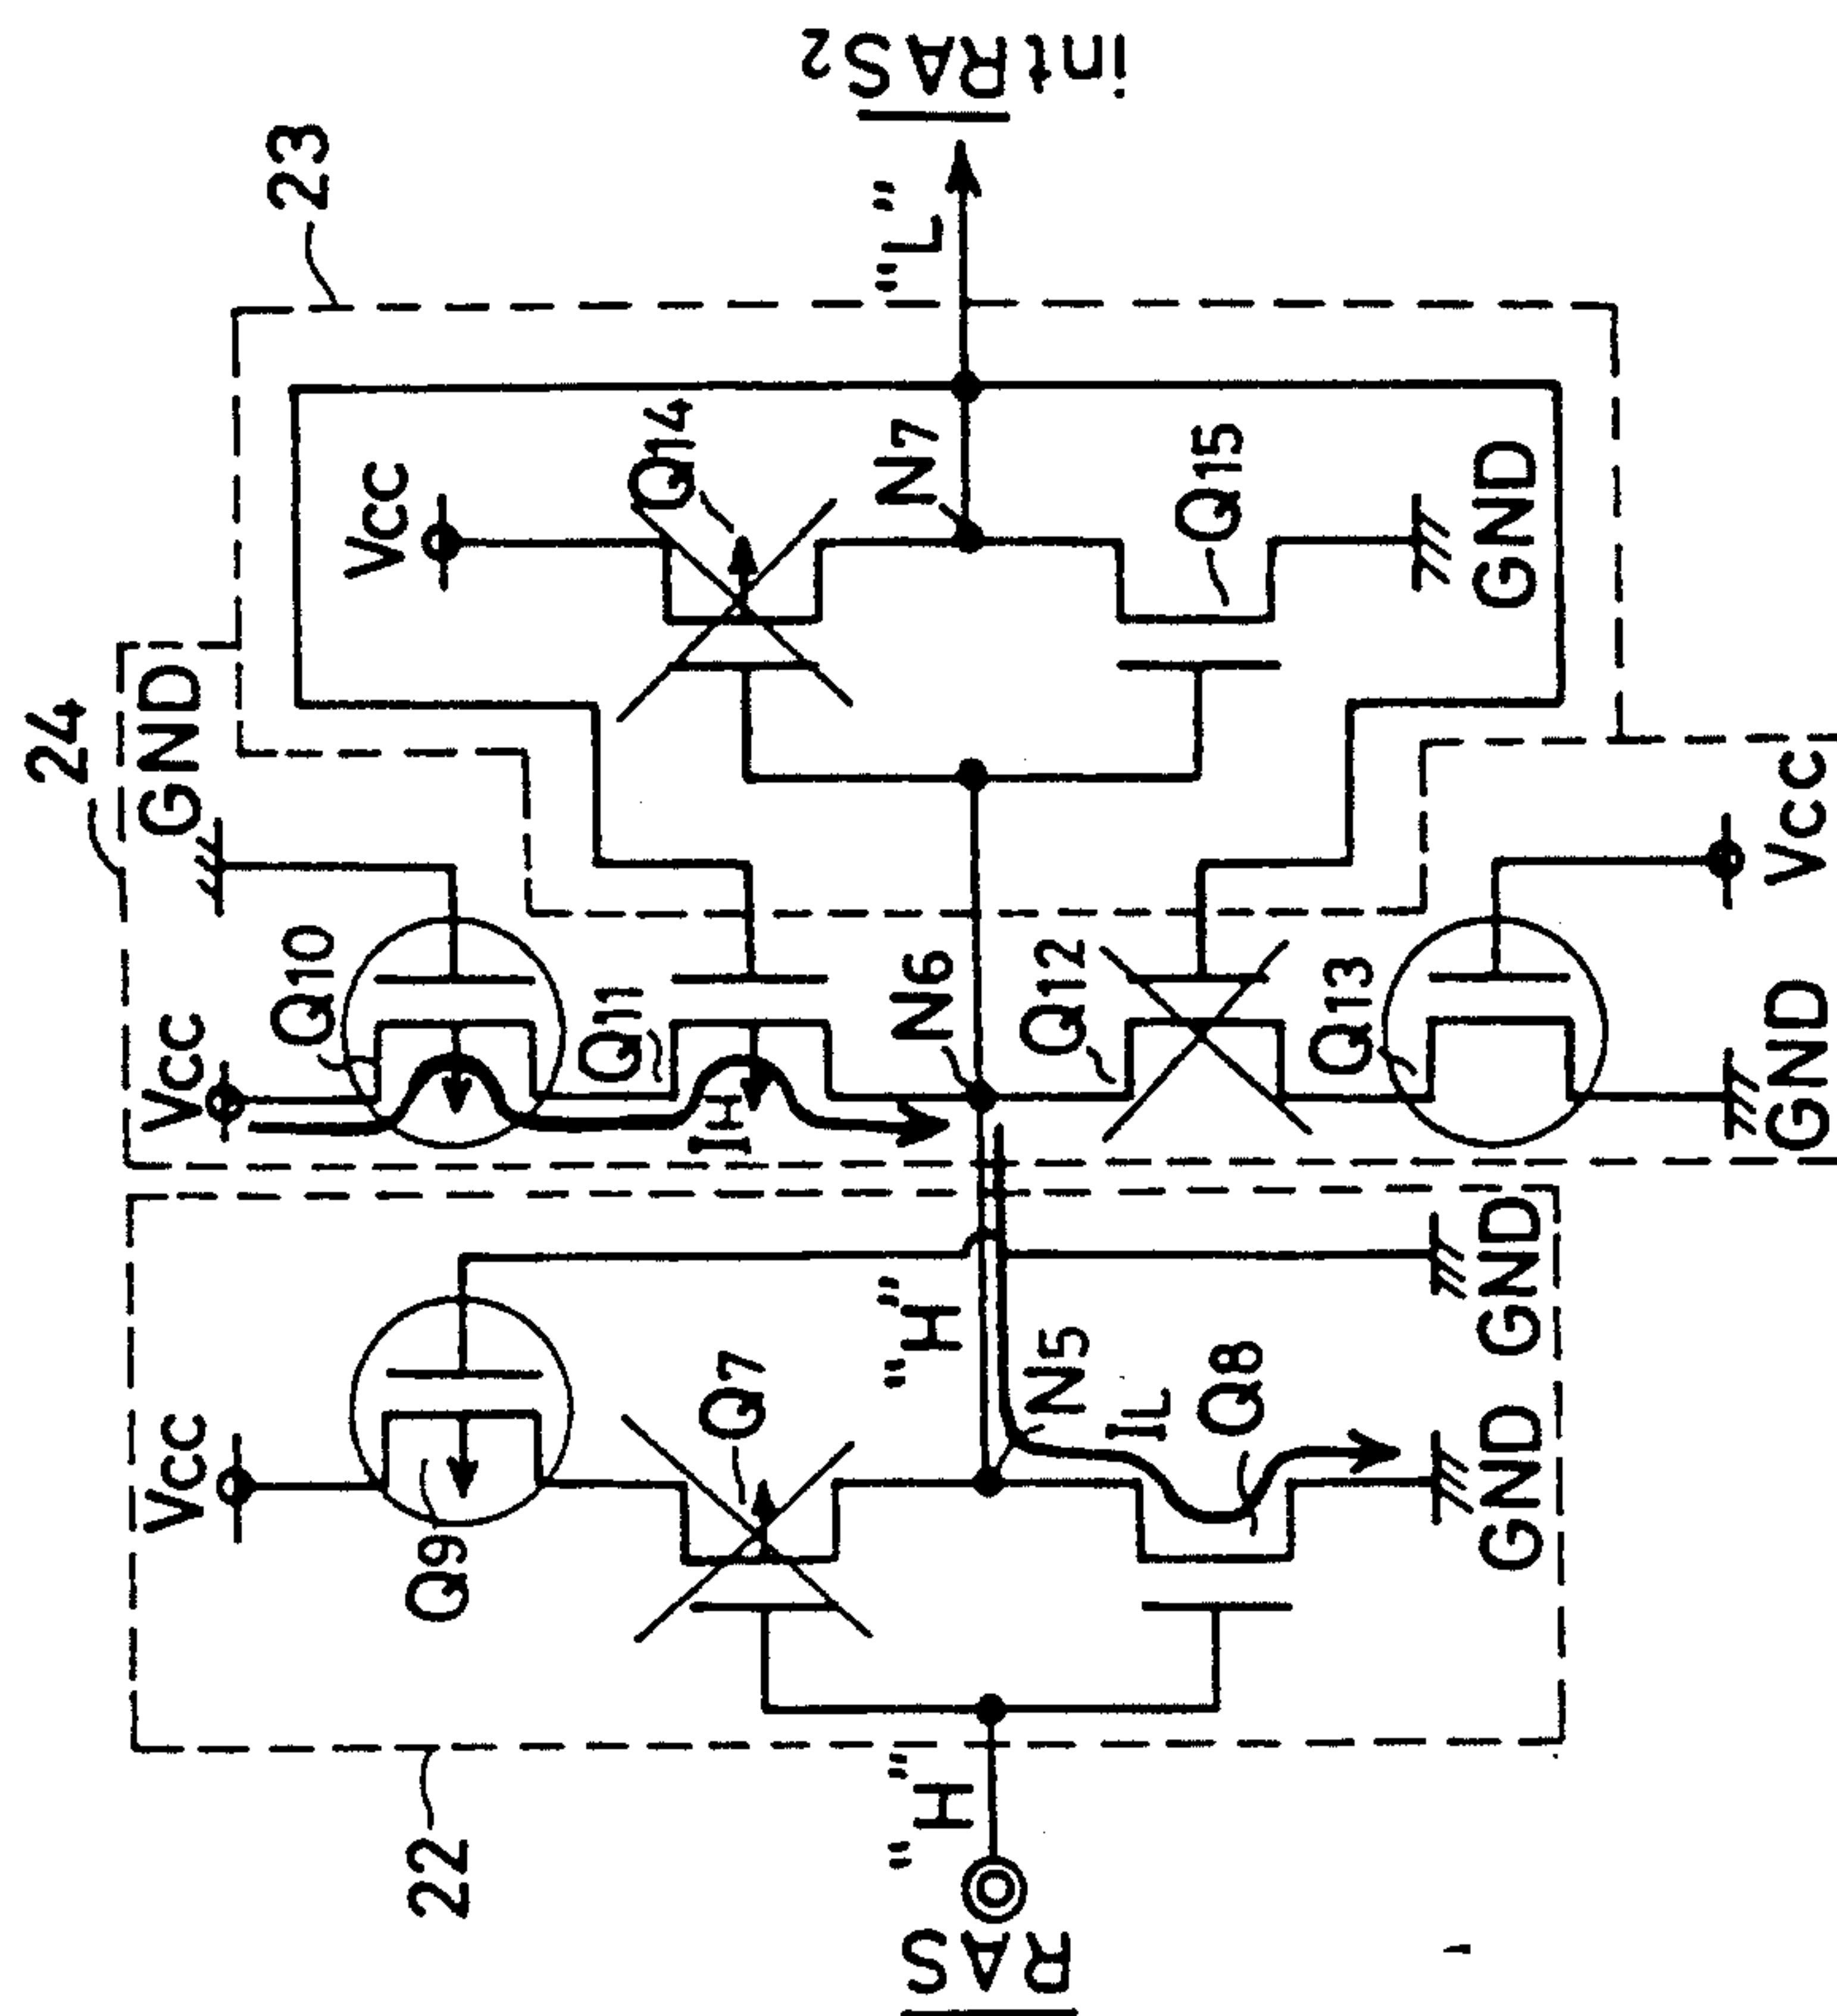 24
Vcc
Vcc
GND
Q10
23
22
Q9
Vcc
Q11
Q14
Q7
IH
"H"
"H"
N6
N7
"L"
RAS
intRAS2
N5
Q12
IL
Q8
Q13
Q15
GND
GND
GND
GND
Vcc